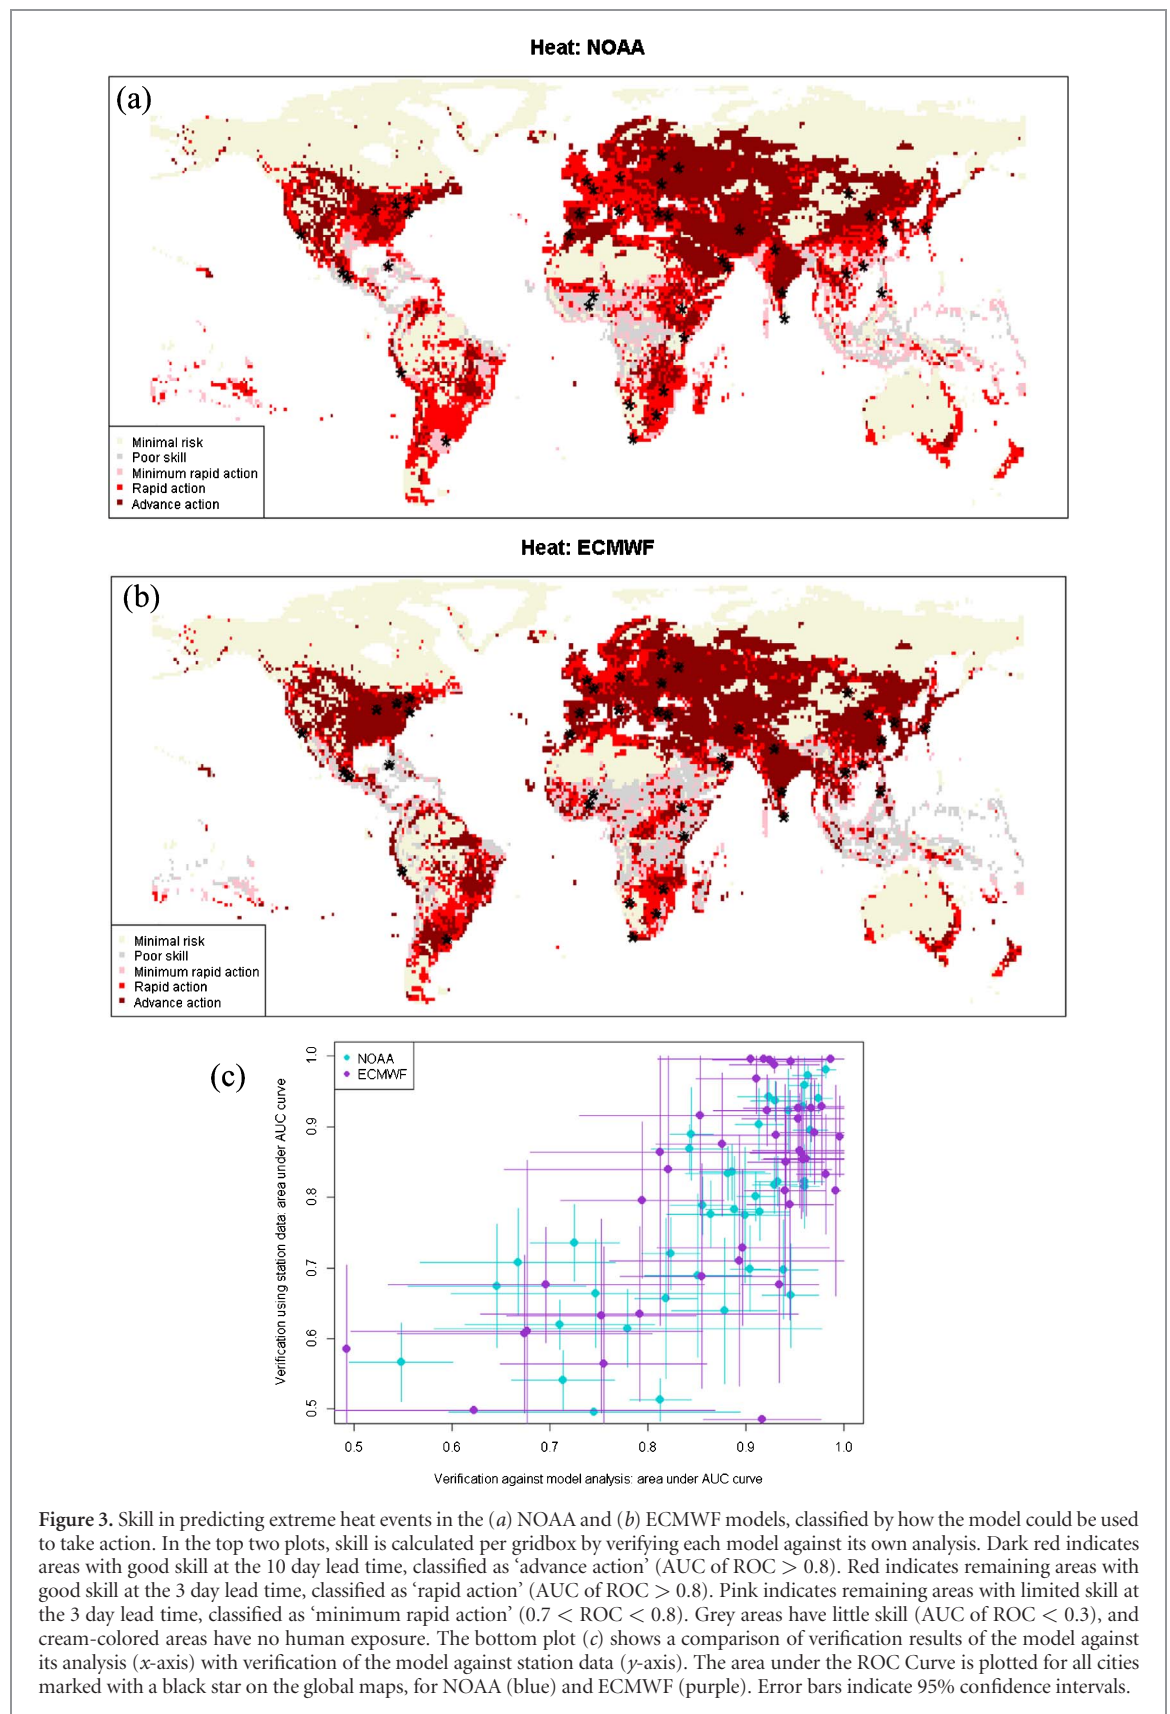 Heat: NOAA
(a)
Minimal risk
Poor skill
Minimum rapid action
Rapid action
Advance action
Heat: ECMWF
(b)
Minimal risk
Poor skill
Minimum rapid action
Rapid action
Advance action
(c)
NOAA
ECMWF
Verification using station data: area under AUC curve
1.0
0.9
0.8
0.7
0.6
0.5
0.5 0.6 0.7 0.8 0.9 1.0
Verification against model analysis: area under AUC curve
Figure 3. Skill in predicting extreme heat events in the (a) NOAA and (b) ECMWF models, classified by how the model could be used
to take action. In the top two plots, skill is calculated per gridbox by verifying each model against its own analysis. Dark red indicates
areas with good skill at the 10 day lead time, classified as ‘advance action’ (AUC of ROC > 0.8). Red indicates remaining areas with
good skill at the 3 day lead time, classified as ‘rapid action’ (AUC of ROC > 0.8). Pink indicates remaining areas with limited skill at
the 3 day lead time, classified as ‘minimum rapid action’ (0.7 < ROC < 0.8). Grey areas have little skill (AUC of ROC < 0.3), and
cream-colored areas have no human exposure. The bottom plot (c) shows a comparison of verification results of the model against
its analysis (x-axis) with verification of the model against station data (y-axis). The area under the ROC Curve is plotted for all cities
marked with a black star on the global maps, for NOAA (blue) and ECMWF (purple). Error bars indicate 95% confidence intervals.